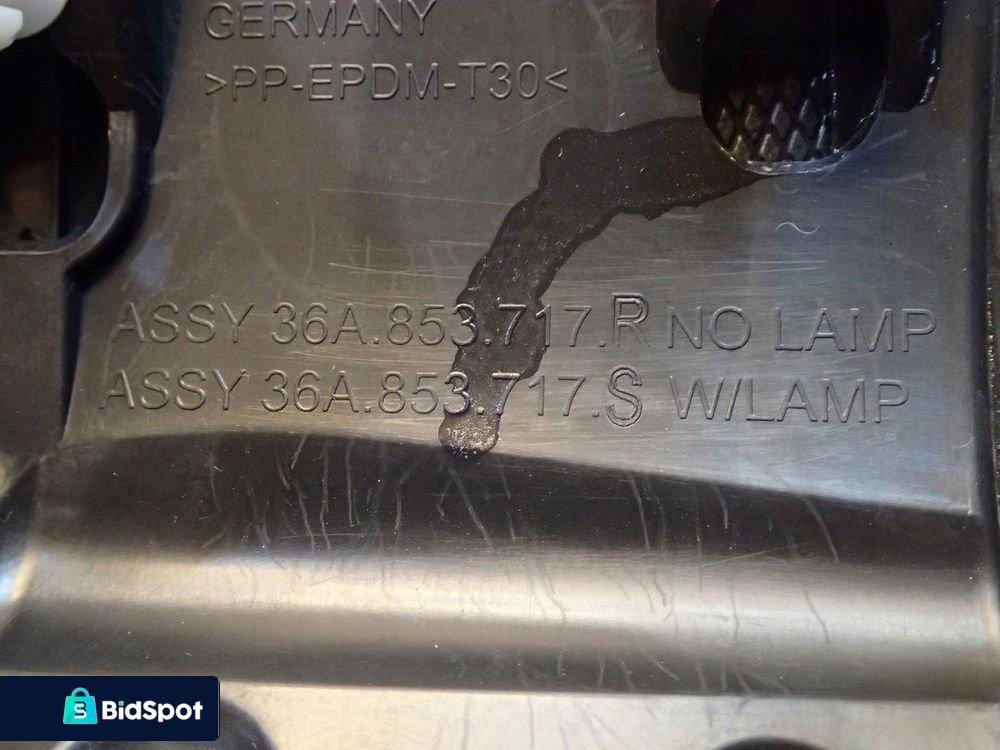 GERMANY
>PP-EPDM-T30<
ASSY 36A.853.717.R NO LAMP
ASSY 36A.853.717.S W/LAMP
BidSpot